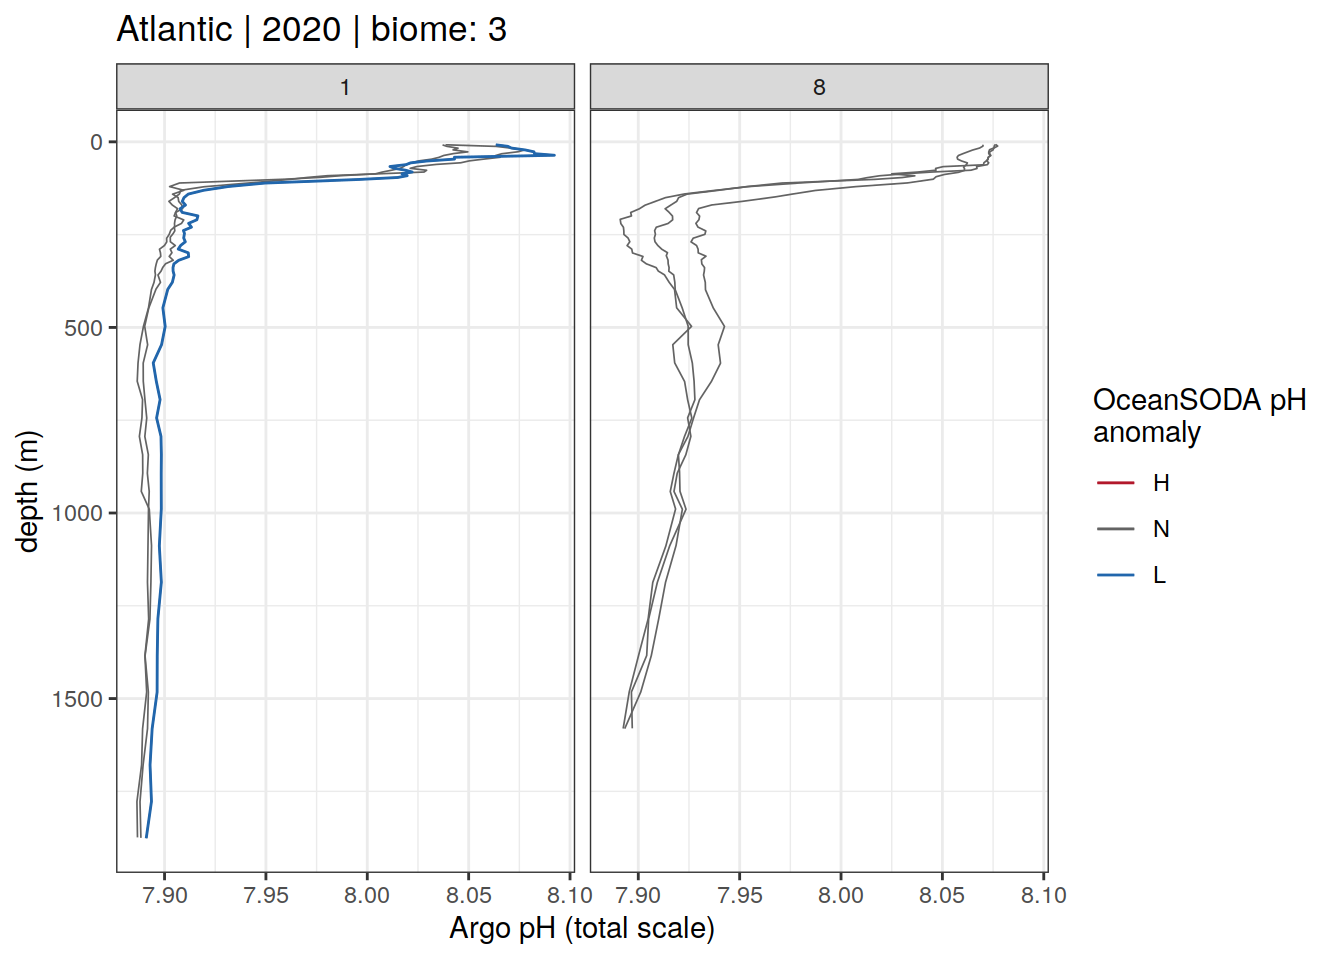 Atlantic | 2020 | biome: 3
1 8
0
500
1000
1500
depth (m)
7.90 7.95 8.00 8.05 8.10 7.90 7.95 8.00 8.05 8.10
Argo pH (total scale)
OceanSODA pH
anomaly
H
N
L